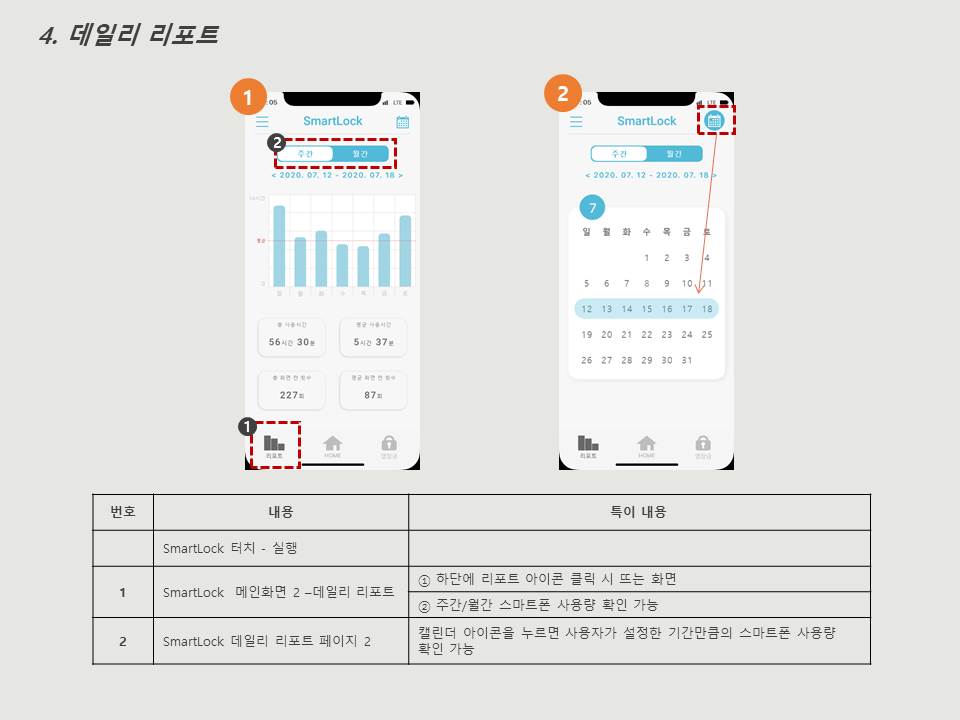 4. 데일리 리포트
1
:05
LTE
SmartLock
2
주간 월간
< 2020. 07. 12 - 2020. 07. 18 >
14시간
평균
0
일 월 화 수 목 금 토
총 사용시간
평균 사용시간
56시간 30분
5시간 37분
총 화면 켠 횟수
평균 화면 켠 횟수
227회
87회
1
리포트
HOME
앱잠금
2
:05
LTE
SmartLock
주간 월간
< 2020. 07. 12 - 2020. 07. 18 >
7
일 월 화 수 목 금 토
1 2 3 4
5 6 7 8 9 10 11
12 13 14 15 16 17 18
19 20 21 22 23 24 25
26 27 28 29 30 31
리포트
HOME
앱잠금
번호 내용 특이 내용
SmartLock 터치 - 실행
1
SmartLock 메인화면 2 –데일리 리포트
① 하단에 리포트 아이콘 클릭 시 뜨는 화면
② 주간/월간 스마트폰 사용량 확인 가능
2
SmartLock 데일리 리포트 페이지 2
캘린더 아이콘을 누르면 사용자가 설정한 기간만큼의 스마트폰 사용량
확인 가능